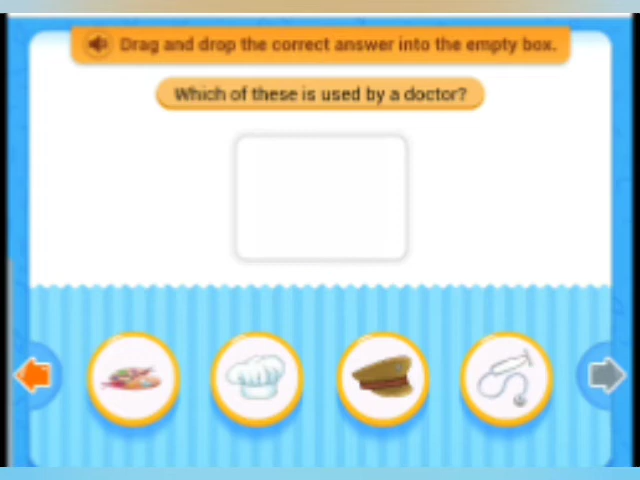 Drag and drop the correct answer into the empty box.
Which of these is used by a doctor?